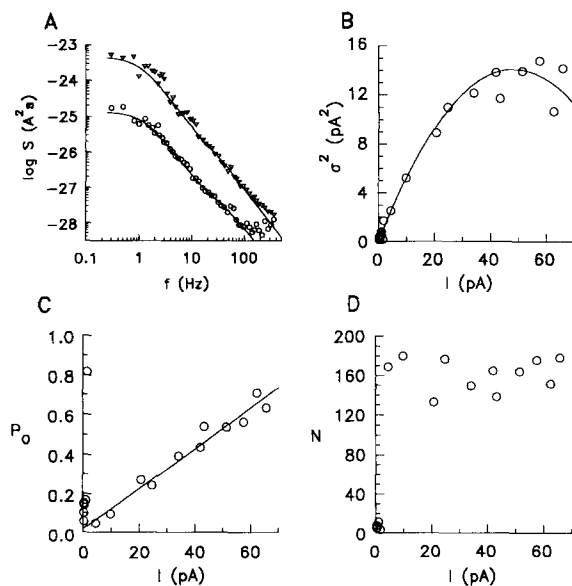 A
-23
-24
-25
-26
-27
-28
log S (A²s)
0.1 1 10 100
f (Hz)
B
16
12
8
4
0
σ² (pA²)
0 20 40 60
I (pA)
C
1.0
0.8
0.6
0.4
0.2
0.0
Po
0 20 40 60
I (pA)
D
200
160
120
80
40
0
N
0 20 40 60
I (pA)